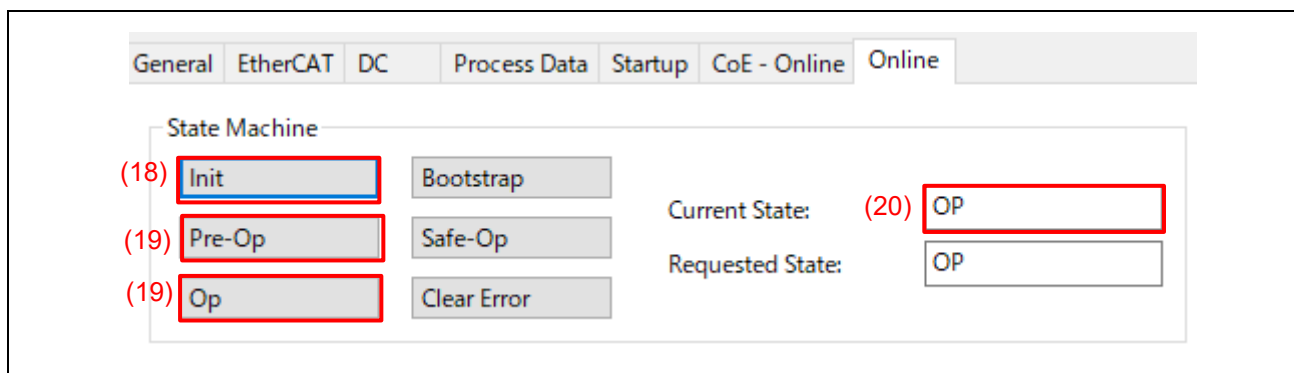 General EtherCAT DC Process Data Startup CoE - Online Online
State Machine
(18) Init Bootstrap
Current State: (20) OP
(19) Pre-Op Safe-Op
Requested State: OP
(19) Op Clear Error